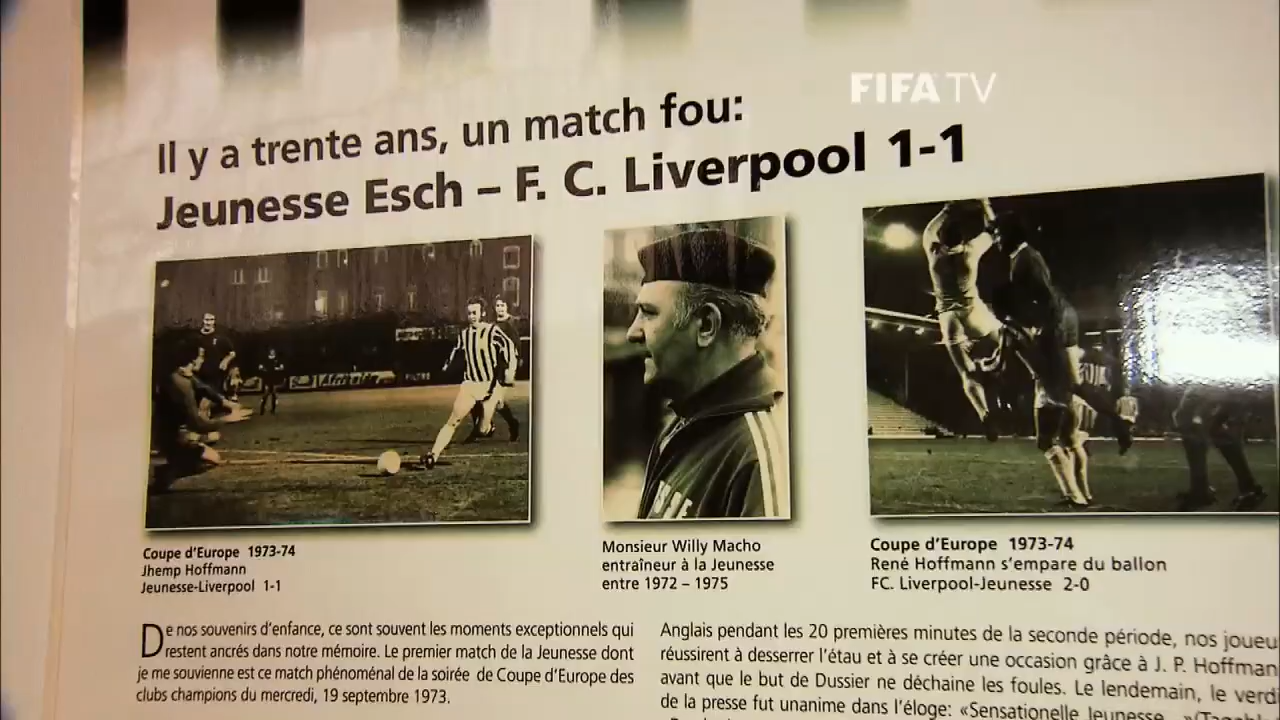 FIFA TV
Il y a trente ans, un match fou:
Jeunesse Esch – F. C. Liverpool 1-1
Coupe d'Europe 1973-74
Jhemp Hoffmann
Jeunesse-Liverpool 1-1
Monsieur Willy Macho
entraîneur à la Jeunesse
entre 1972 – 1975
Coupe d'Europe 1973-74
René Hoffmann s'empare du ballon
FC. Liverpool-Jeunesse 2-0
De nos souvenirs d'enfance, ce sont souvent les moments exceptionnels qui
restent ancrés dans notre mémoire. Le premier match de la Jeunesse dont
je me souvienne est ce match phénoménal de la soirée de Coupe d'Europe des
clubs champions du mercredi, 19 septembre 1973.
Anglais pendant les 20 premières minutes de la seconde période, nos joueu
réussirent à desserrer l'étau et à se créer une occasion grâce à J. P. Hoffman
avant que le but de Dussier ne déchaîne les foules. Le lendemain, le verdi
de la presse fut unanime dans l'éloge: «Sensationelle Jeunesse